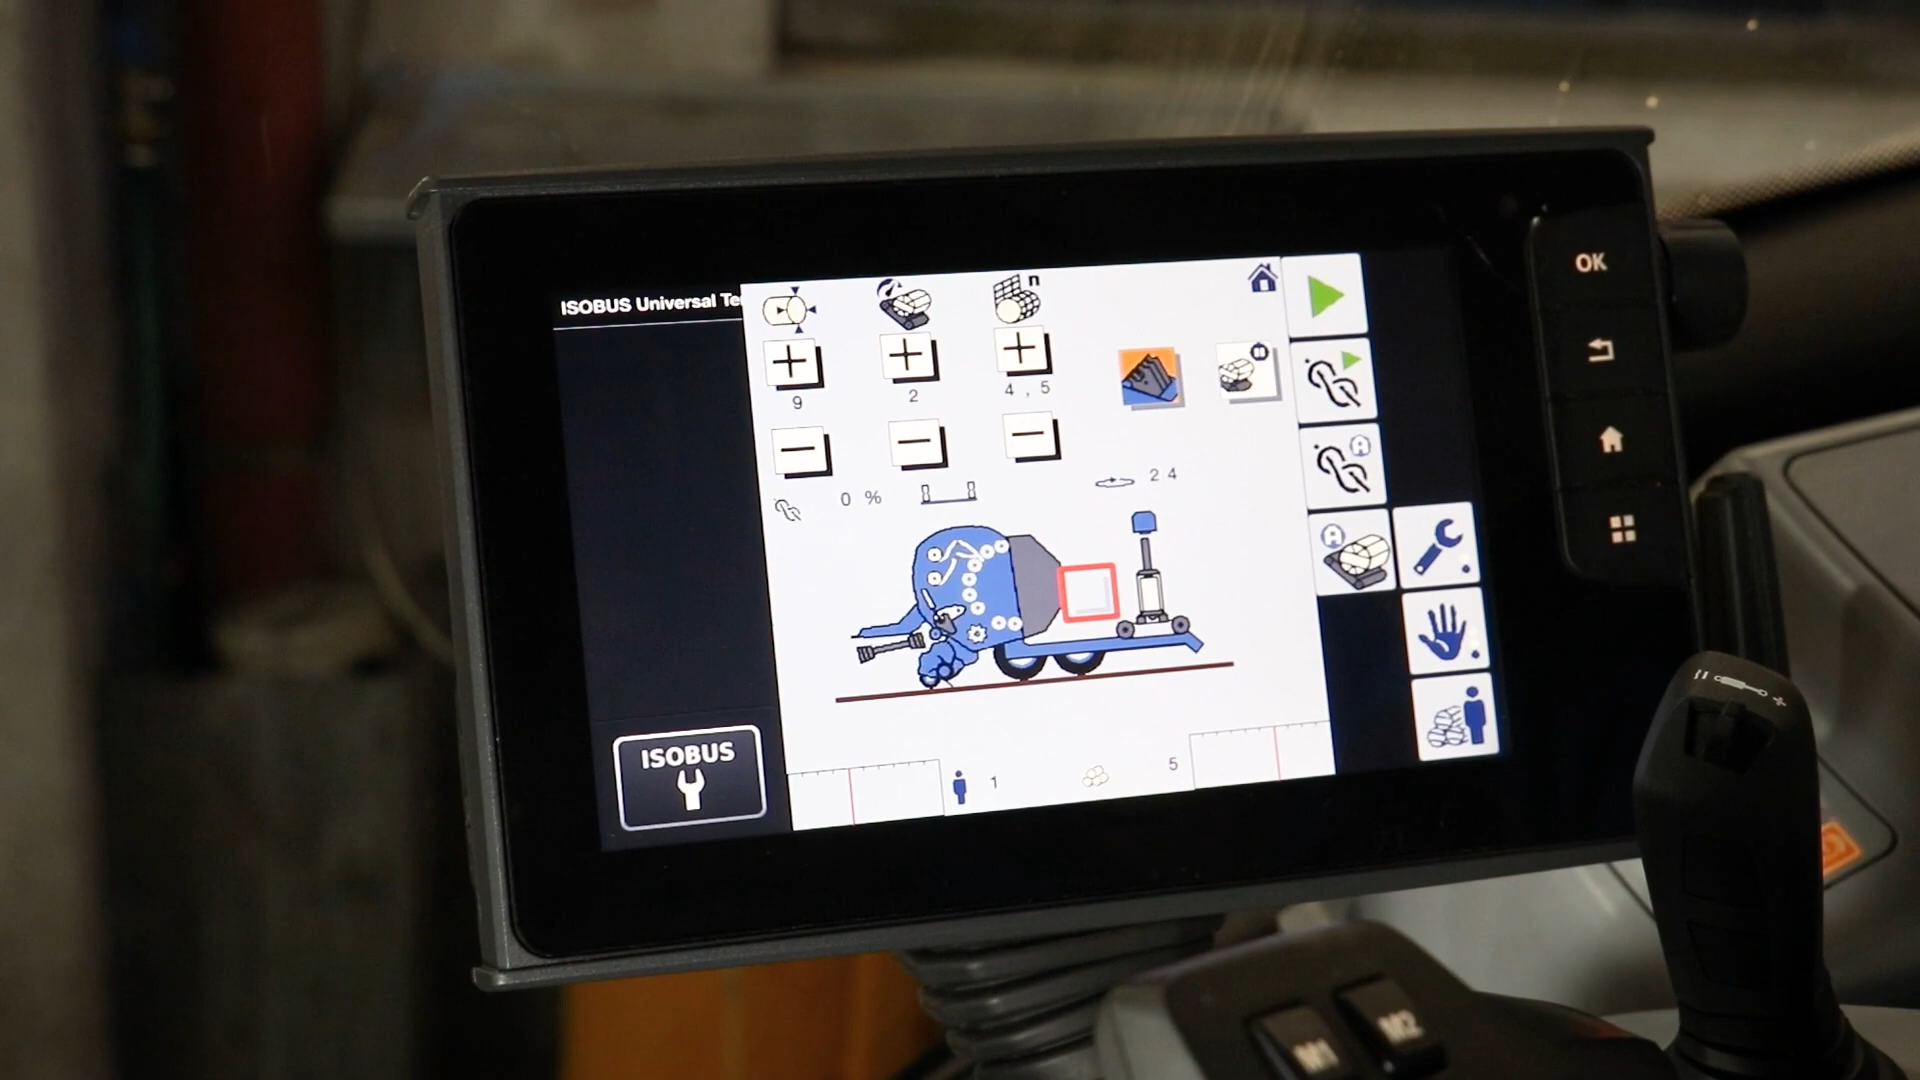 ISOBUS Universal Te
n
9
2
4 , 5
0 %
2 4
A
A
ISOBUS
1
5
OK
M1
M2